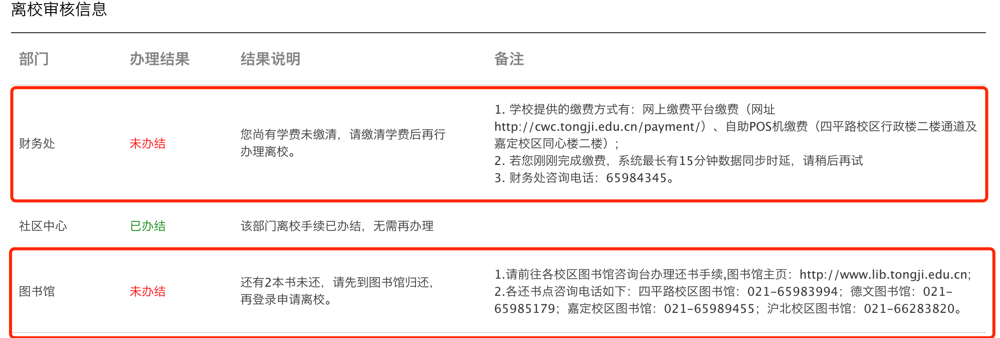 离校审核信息
部门 办理结果 结果说明 备注
财务处 未办结
您尚有学费未缴清，请缴清学费后再行
办理离校。
1. 学校提供的缴费方式有：网上缴费平台缴费（网址
http://cwc.tongji.edu.cn/payment/）、自助POS机缴费（四平路校区行政楼二楼通道及
嘉定校区同心楼二楼）；
2. 若您刚刚完成缴费，系统最长有15分钟数据同步时延，请稍后再试
3. 财务处咨询电话：65984345。
社区中心 已办结 该部门离校手续已办结，无需再办理
图书馆 未办结
还有2本书未还，请先到图书馆归还，
再登录申请离校。
1.请前往各校区图书馆咨询台办理还书手续,图书馆主页：http://www.lib.tongji.edu.cn;
2.各还书点咨询电话如下：四平路校区图书馆：021-65983994；德文图书馆：021-
65985179；嘉定校区图书馆：021-65989455；沪北校区图书馆：021-66283820。